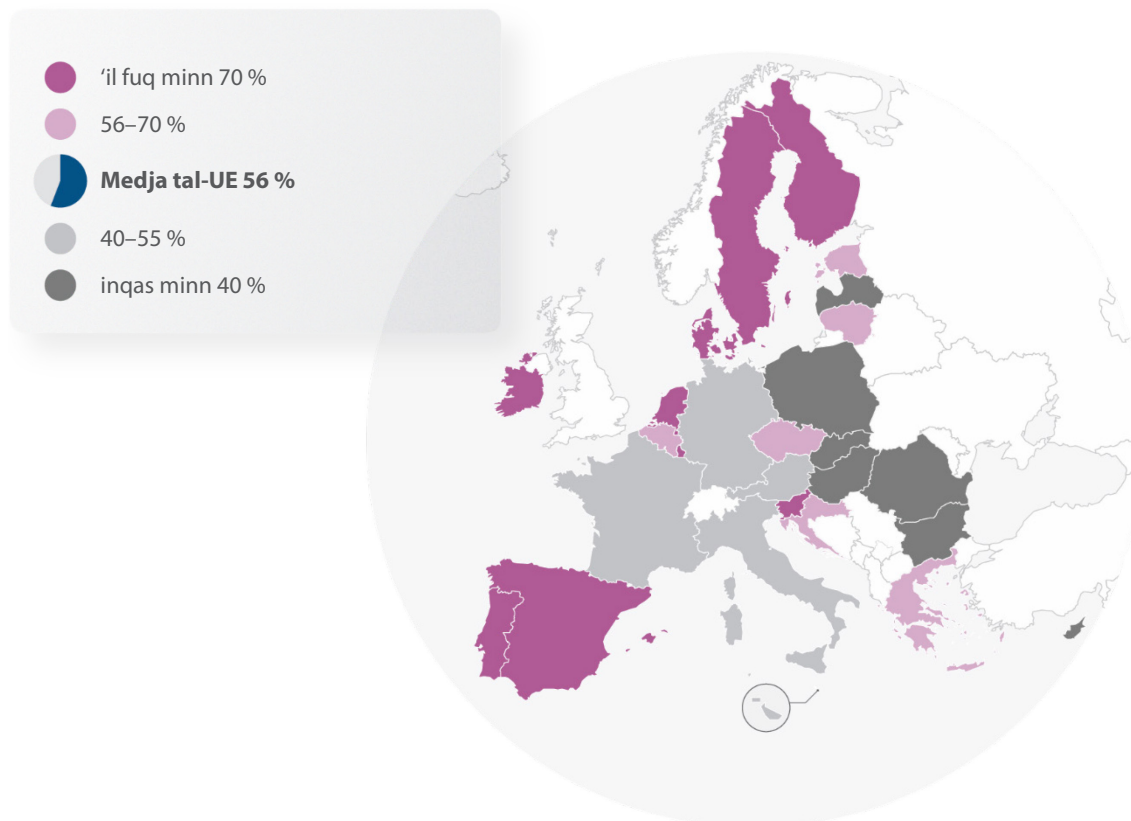 ‘il fuq minn 70 %
56–70 %
Medja tal-UE 56 %
40–55 %
inqas minn 40 %